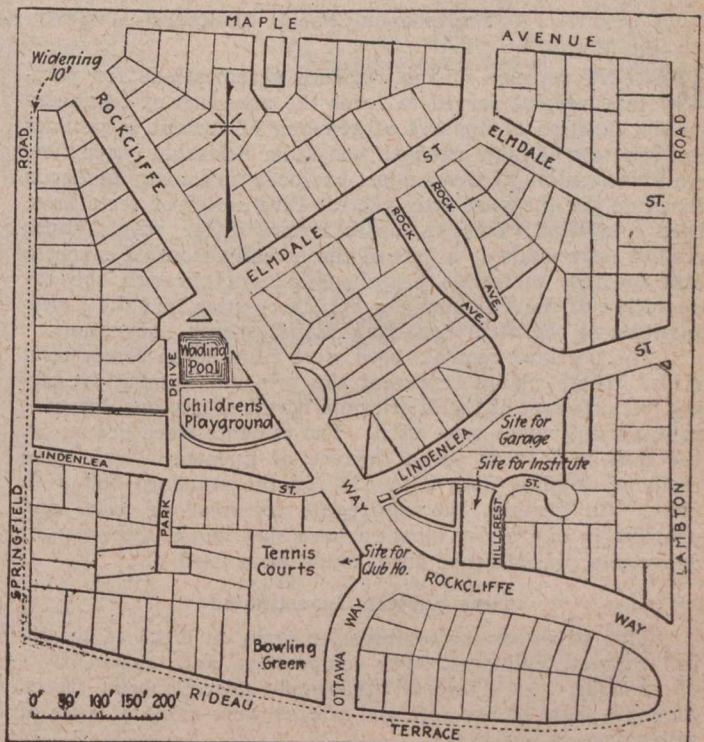 MAPLE AVENUE
Widening
10'
ROAD
ROCKCLIFFE
ELMDALE ST.
ROAD
ELMDALE ST
ROCK AVE.
ROCK AVE.
Wading
Pool
DRIVE
Children's
Playground
ST.
Site for
Garage
LINDENLEA
Site for Institute
LINDENLEA ST.
WAY
ST.
HILLCREST
PARK
SPRINGFIELD
LAMBTON
Tennis
Courts
Site for
Club Ho.
ROCKCLIFFE WAY
WAY
Bowling
Green
OTTAWA
0' 50' 100' 150' 200'
RIDEAU TERRACE